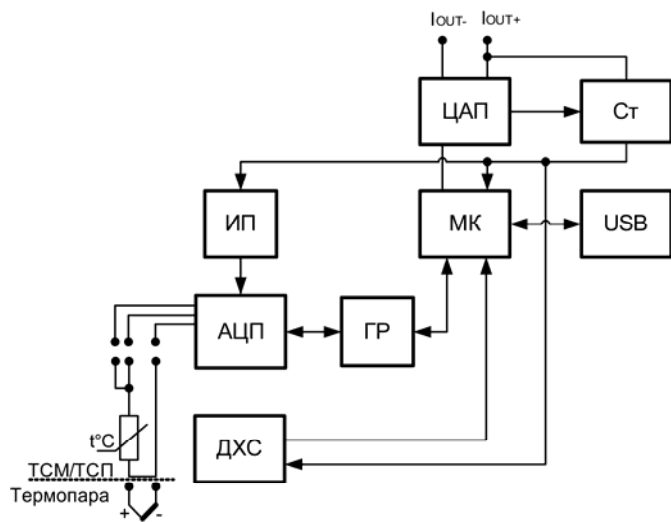 IOUT- IOUT+
ЦАП
Ст
ИП
МК
USB
АЦП
ГР
t°C
ДХС
ТСМ/ТСП
Термопара
+ -